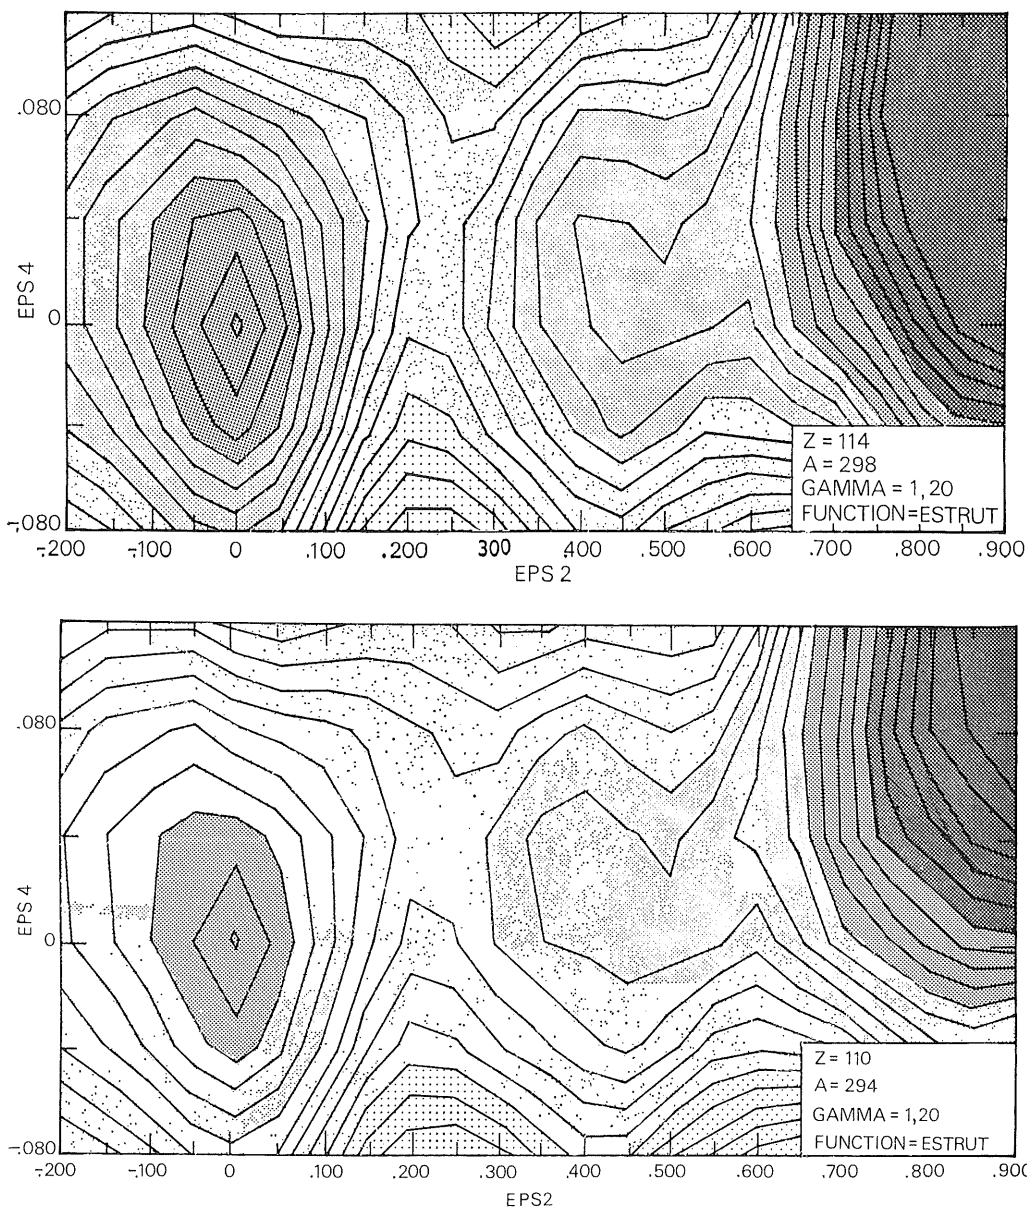 .080
0
-.080
EPS 4
-.200 -.100 0 .100 .200 300 .400 .500 .600 .700 .800 .900
EPS 2
Z = 114
A = 298
GAMMA = 1,20
FUNCTION=ESTRUT
.080
0
-.080
EPS 4
-.200 -.100 0 .100 .200 .300 .400 .500 .600 .700 .800 .900
EPS2
Z = 110
A = 294
GAMMA = 1,20
FUNCTION=ESTRUT